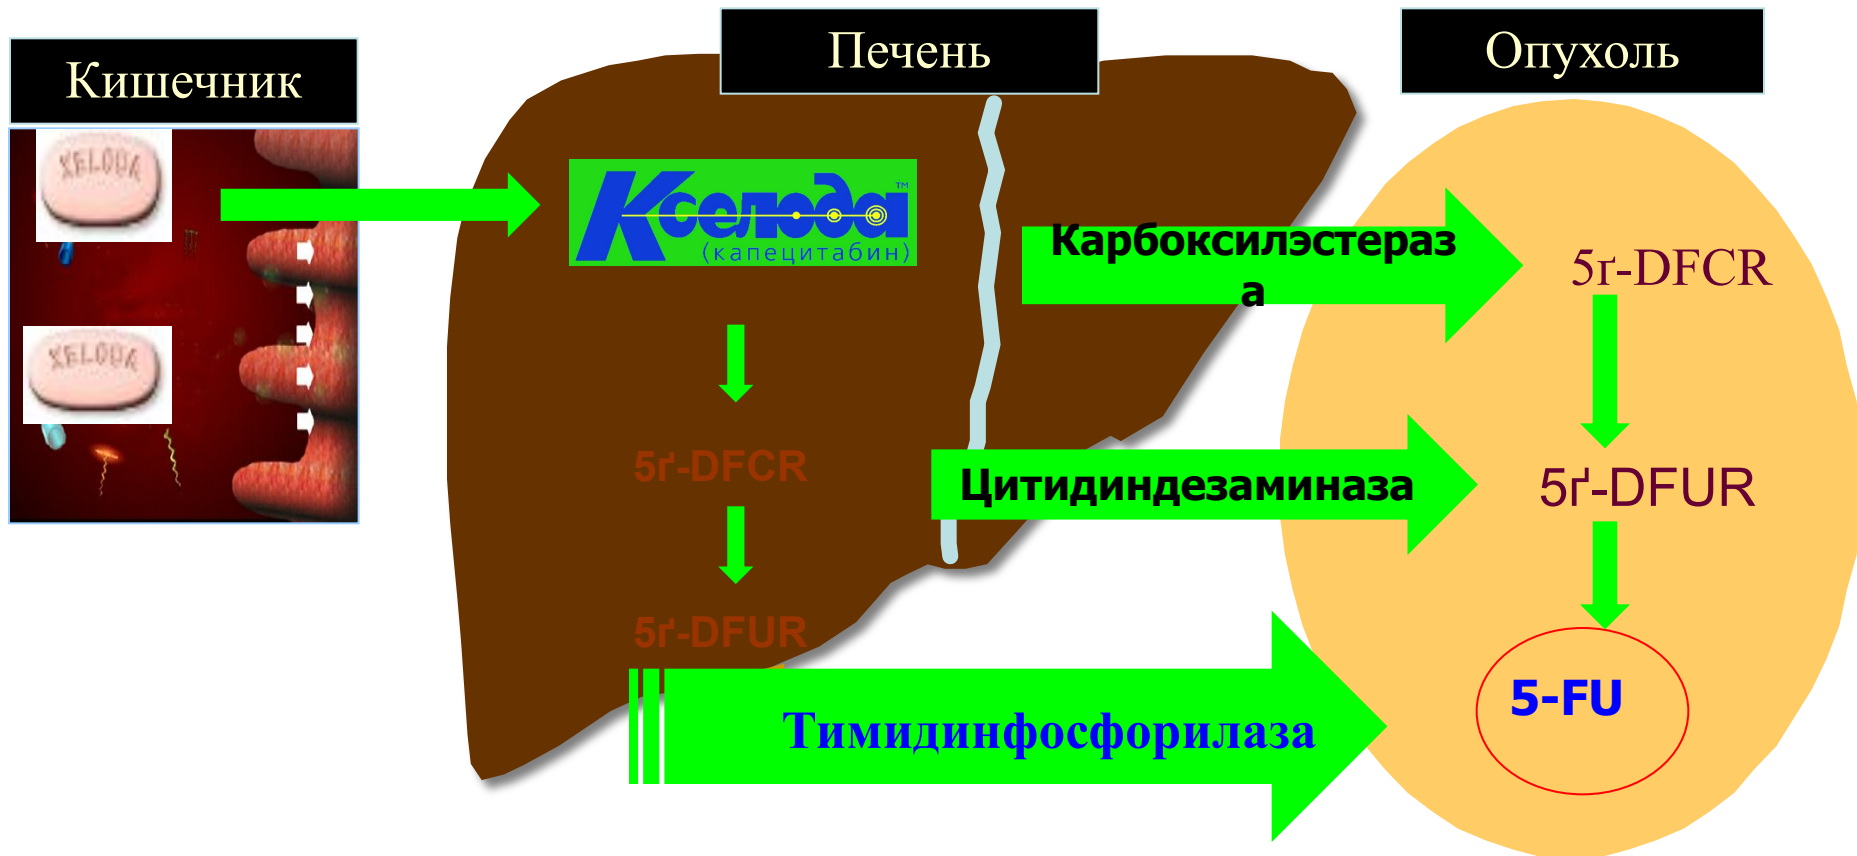 Кишечник
Печень
Опухоль
XELODA
XELODA
Кселода™
(капецитабин)
Карбоксилэстераз
а
5ґ-DFCR
5ґ-DFCR
Цитидиндезаминаза
5ґ-DFUR
5ґ-DFUR
Тимидинфосфорилаза
5-FU